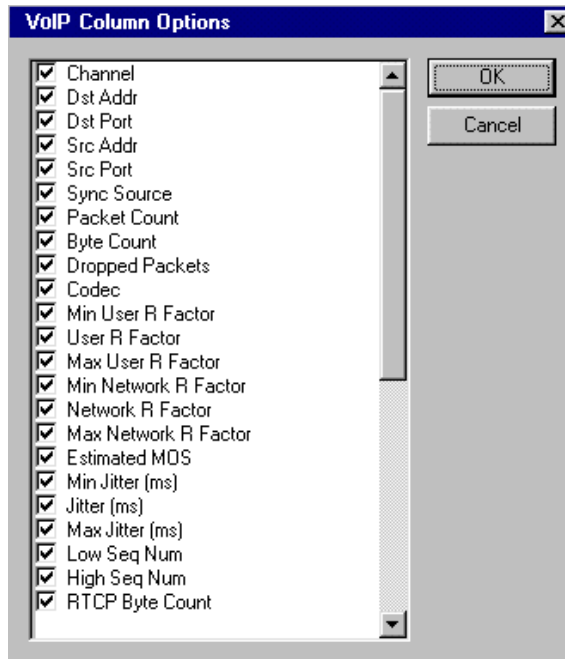 VoIP Column Options
Channel
Dst Addr
Dst Port
Src Addr
Src Port
Sync Source
Packet Count
Byte Count
Dropped Packets
Codec
Min User R Factor
User R Factor
Max User R Factor
Min Network R Factor
Network R Factor
Max Network R Factor
Estimated MOS
Min Jitter (ms)
Jitter (ms)
Max Jitter (ms)
Low Seq Num
High Seq Num
RTCP Byte Count
OK
Cancel